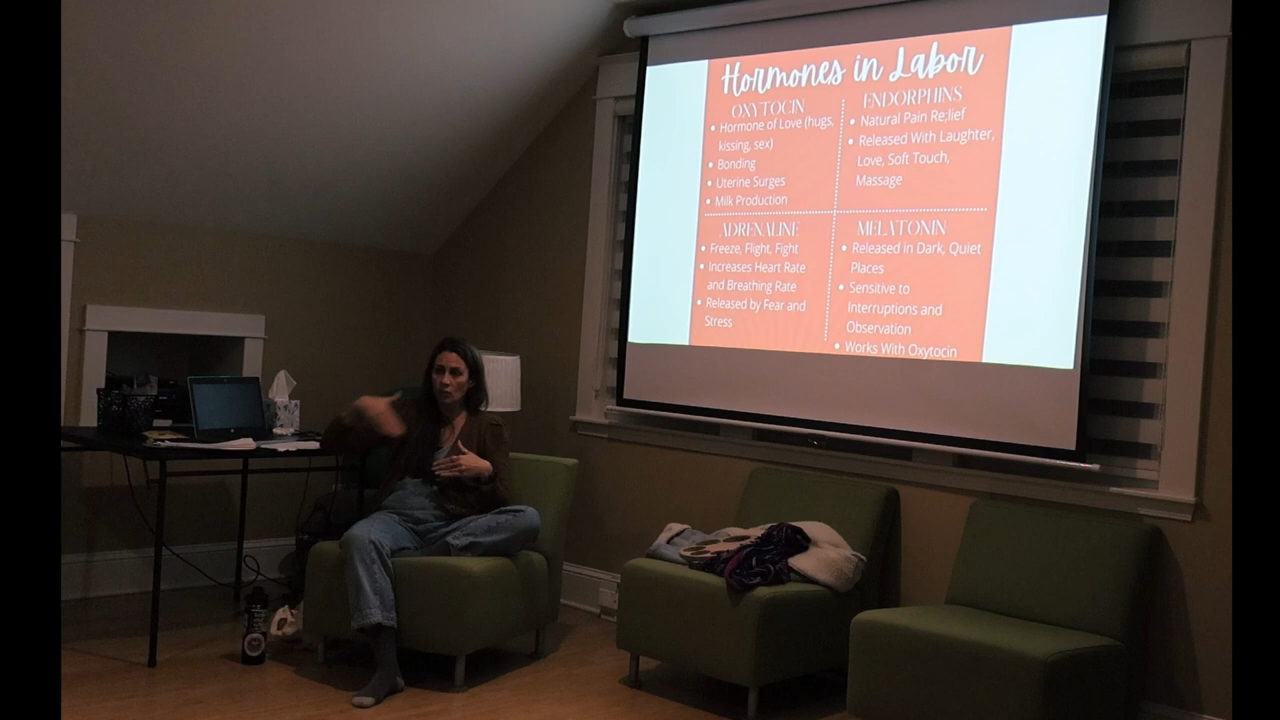 Hormones in Labor
OXYTOCIN
• Hormone of Love (hugs,
kissing, sex)
• Bonding
• Uterine Surges
• Milk Production
ENDORPHINS
• Natural Pain Re;lief
• Released With Laughter,
Love, Soft Touch,
Massage
ADRENALINE
• Freeze, Flight, Fight
• Increases Heart Rate
and Breathing Rate
• Released by Fear and
Stress
MELATONIN
• Released in Dark, Quiet
Places
• Sensitive to
Interruptions and
Observation
• Works With Oxytocin